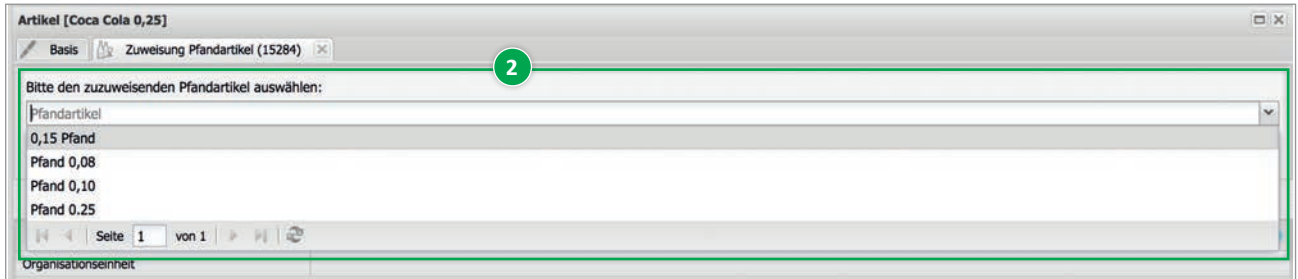 Artikel [Coca Cola 0,25]
Basis Zuweisung Pfandartikel (15284)
2
Bitte den zuzuweisenden Pfandartikel auswählen:
Pfandartikel
0,15 Pfand
Pfand 0,08
Pfand 0,10
Pfand 0.25
Seite 1 von 1
Organisationseinheit